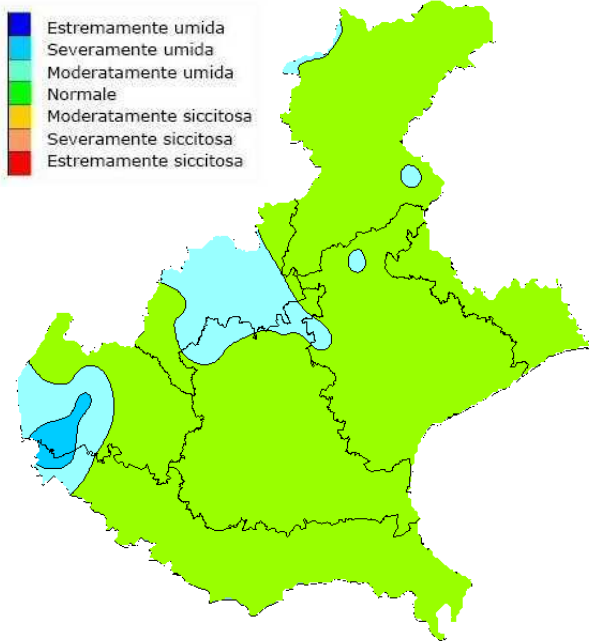 Estremamente umida
Severamente umida
Moderatamente umida
Normale
Moderatamente siccitosa
Severamente siccitosa
Estremamente siccitosa